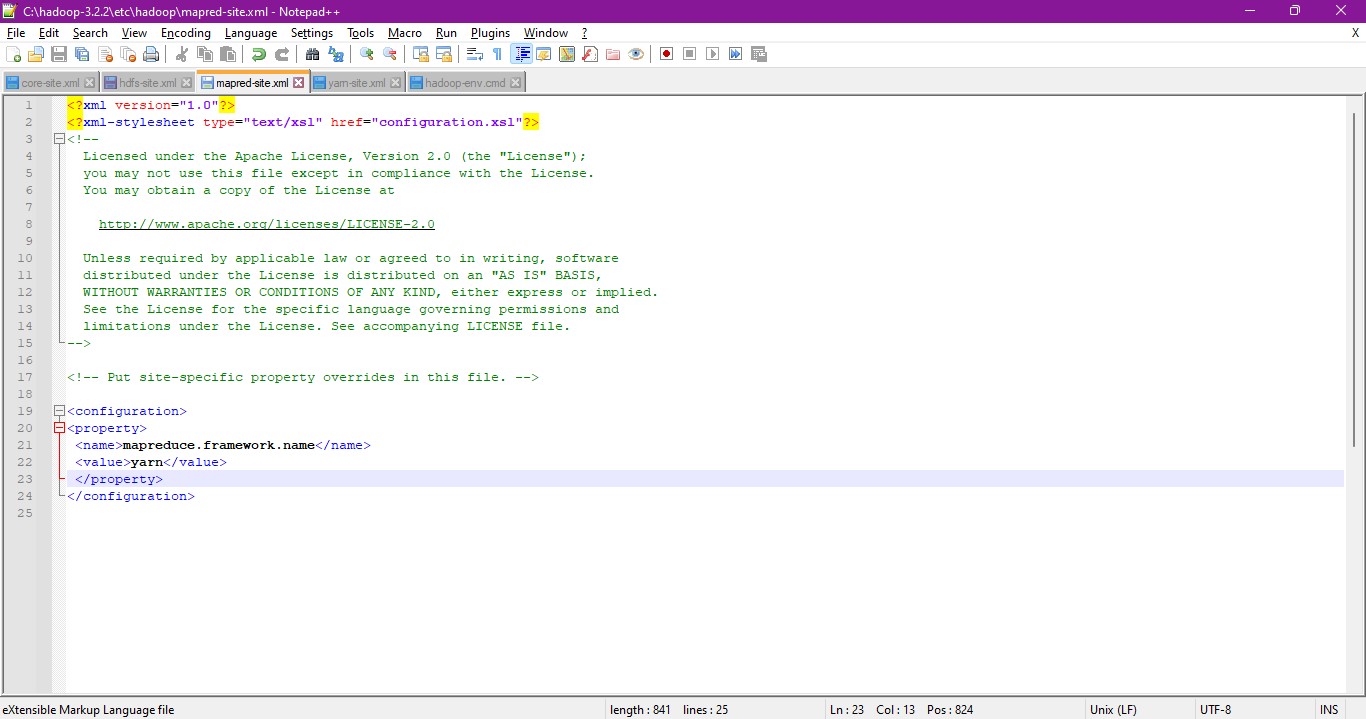 C:\hadoop-3.2.2\etc\hadoop\mapred-site.xml - Notepad++
File Edit Search View Encoding Language Settings Tools Macro Run Plugins Window ? X
core-site.xml hdfs-site.xml mapred-site.xml yarn-site.xml hadoop-env.cmd
1 <?xml version="1.0"?>
2 <?xml-stylesheet type="text/xsl" href="configuration.xsl"?>
3 <!--
4 Licensed under the Apache License, Version 2.0 (the "License");
5 you may not use this file except in compliance with the License.
6 You may obtain a copy of the License at
7
8 http://www.apache.org/licenses/LICENSE-2.0
9
10 Unless required by applicable law or agreed to in writing, software
11 distributed under the License is distributed on an "AS IS" BASIS,
12 WITHOUT WARRANTIES OR CONDITIONS OF ANY KIND, either express or implied.
13 See the License for the specific language governing permissions and
14 limitations under the License. See accompanying LICENSE file.
15 -->
16
17 <!-- Put site-specific property overrides in this file. -->
18
19 <configuration>
20 <property>
21 <name>mapreduce.framework.name</name>
22 <value>yarn</value>
23 </property>
24 </configuration>
25
eXtensible Markup Language file length : 841 lines : 25 Ln : 23 Col : 13 Pos : 824 Unix (LF) UTF-8 INS